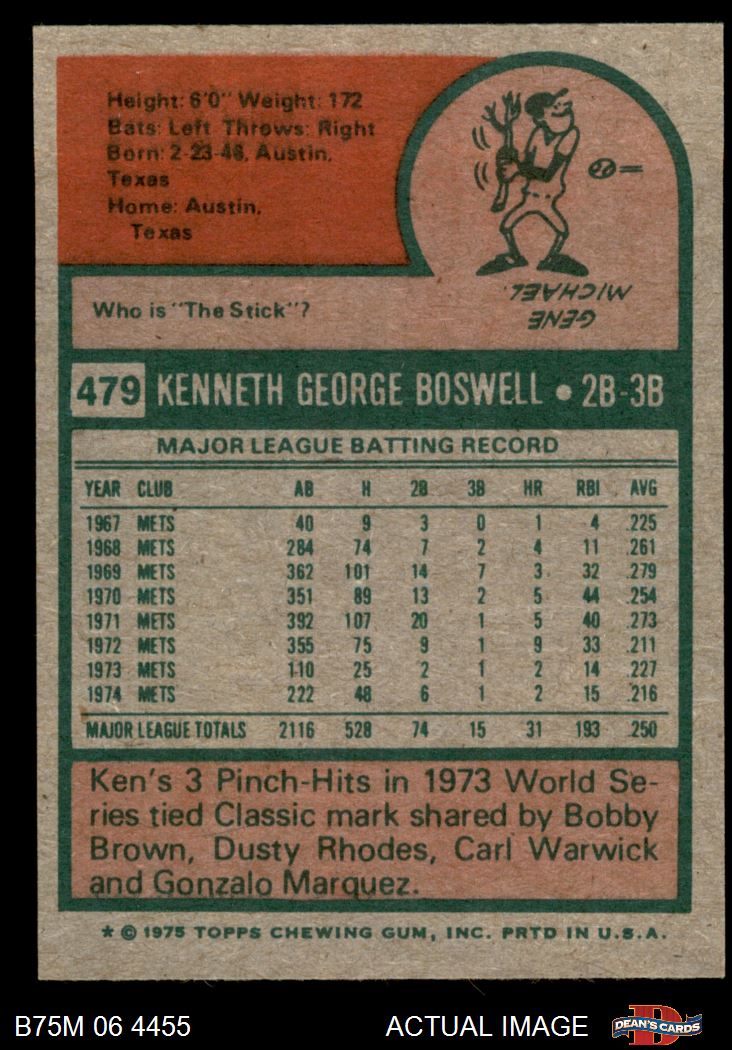 Height: 6'0" Weight: 172
Bats: Left Throws: Right
Born: 2-23-46, Austin,
Texas
Home: Austin,
Texas
Who is "The Stick"?
GENE
MICHAEL
479 KENNETH GEORGE BOSWELL • 2B-3B
MAJOR LEAGUE BATTING RECORD
YEAR CLUB AB H 2B 3B HR RBI AVG
1967 METS 40 9 3 0 1 4 .225
1968 METS 284 74 7 2 4 11 .261
1969 METS 362 101 14 7 3 32 .279
1970 METS 351 89 13 2 5 44 .254
1971 METS 392 107 20 1 5 40 .273
1972 METS 355 75 9 1 9 33 .211
1973 METS 110 25 2 1 2 14 .227
1974 METS 222 48 6 1 2 15 .216
MAJOR LEAGUE TOTALS 2116 528 74 15 31 193 .250
Ken's 3 Pinch-Hits in 1973 World Se-
ries tied Classic mark shared by Bobby
Brown, Dusty Rhodes, Carl Warwick
and Gonzalo Marquez.
* © 1975 TOPPS CHEWING GUM, INC. PRTD IN U.S.A.
B75M 06 4455 ACTUAL IMAGE DEAN'S CARDS